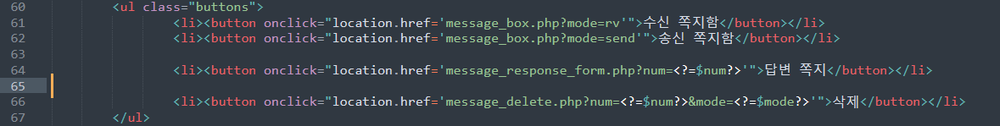 60 <ul class="buttons">
61 <li><button onclick="location.href='message_box.php?mode=rv'">수신 쪽지함</button></li>
62 <li><button onclick="location.href='message_box.php?mode=send'">송신 쪽지함</button></li>
63
64 <li><button onclick="location.href='message_response_form.php?num=<?=$num?>'">답변 쪽지</button></li>
65
66 <li><button onclick="location.href='message_delete.php?num=<?=$num?>&mode=<?=$mode?>'">삭제</button></li>
67 </ul>